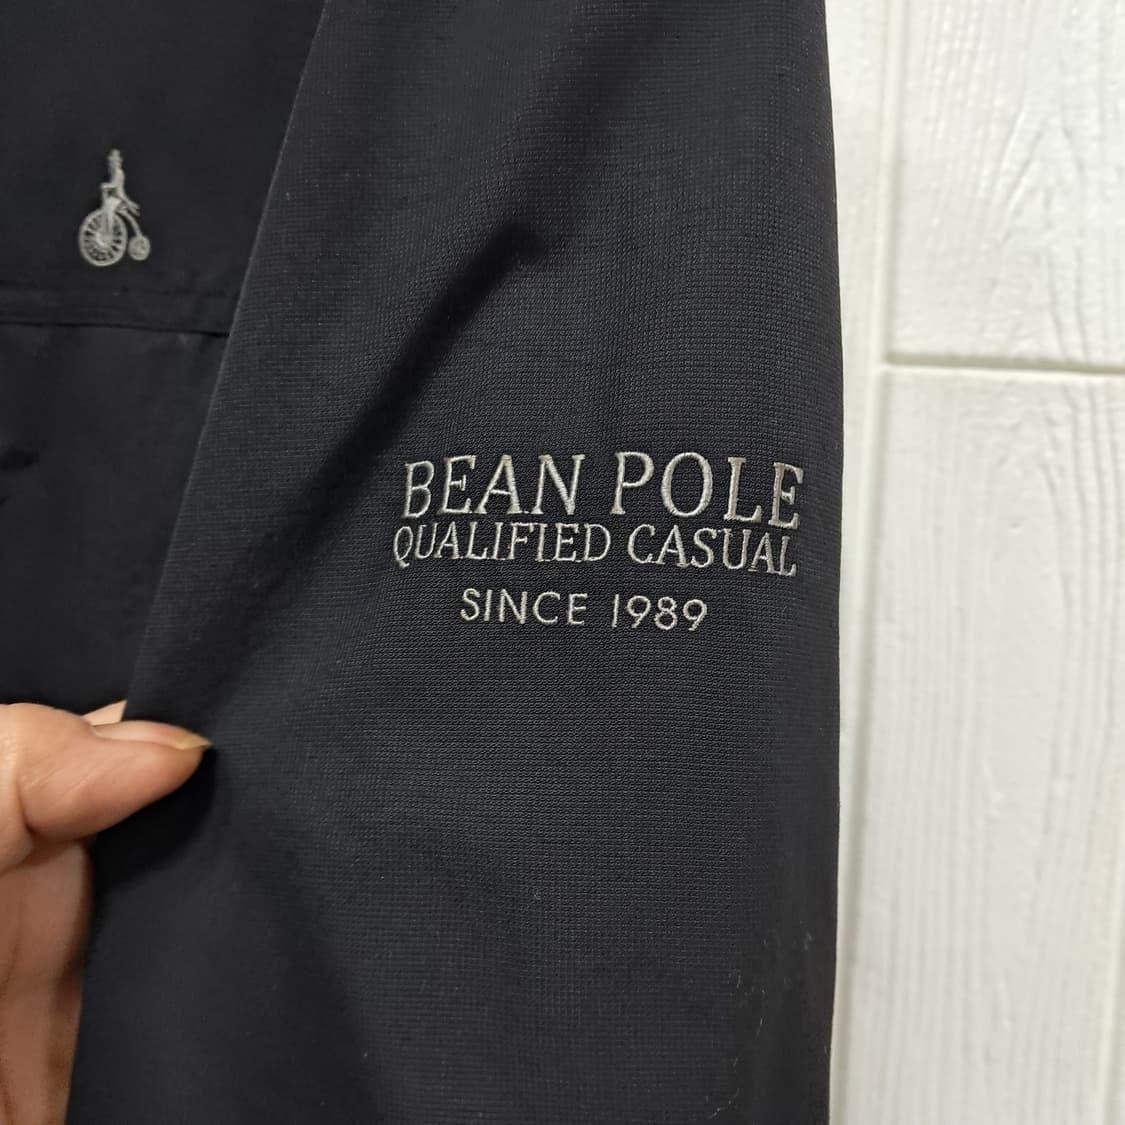 BEAN POLE
QUALIFIED CASUAL
SINCE 1989